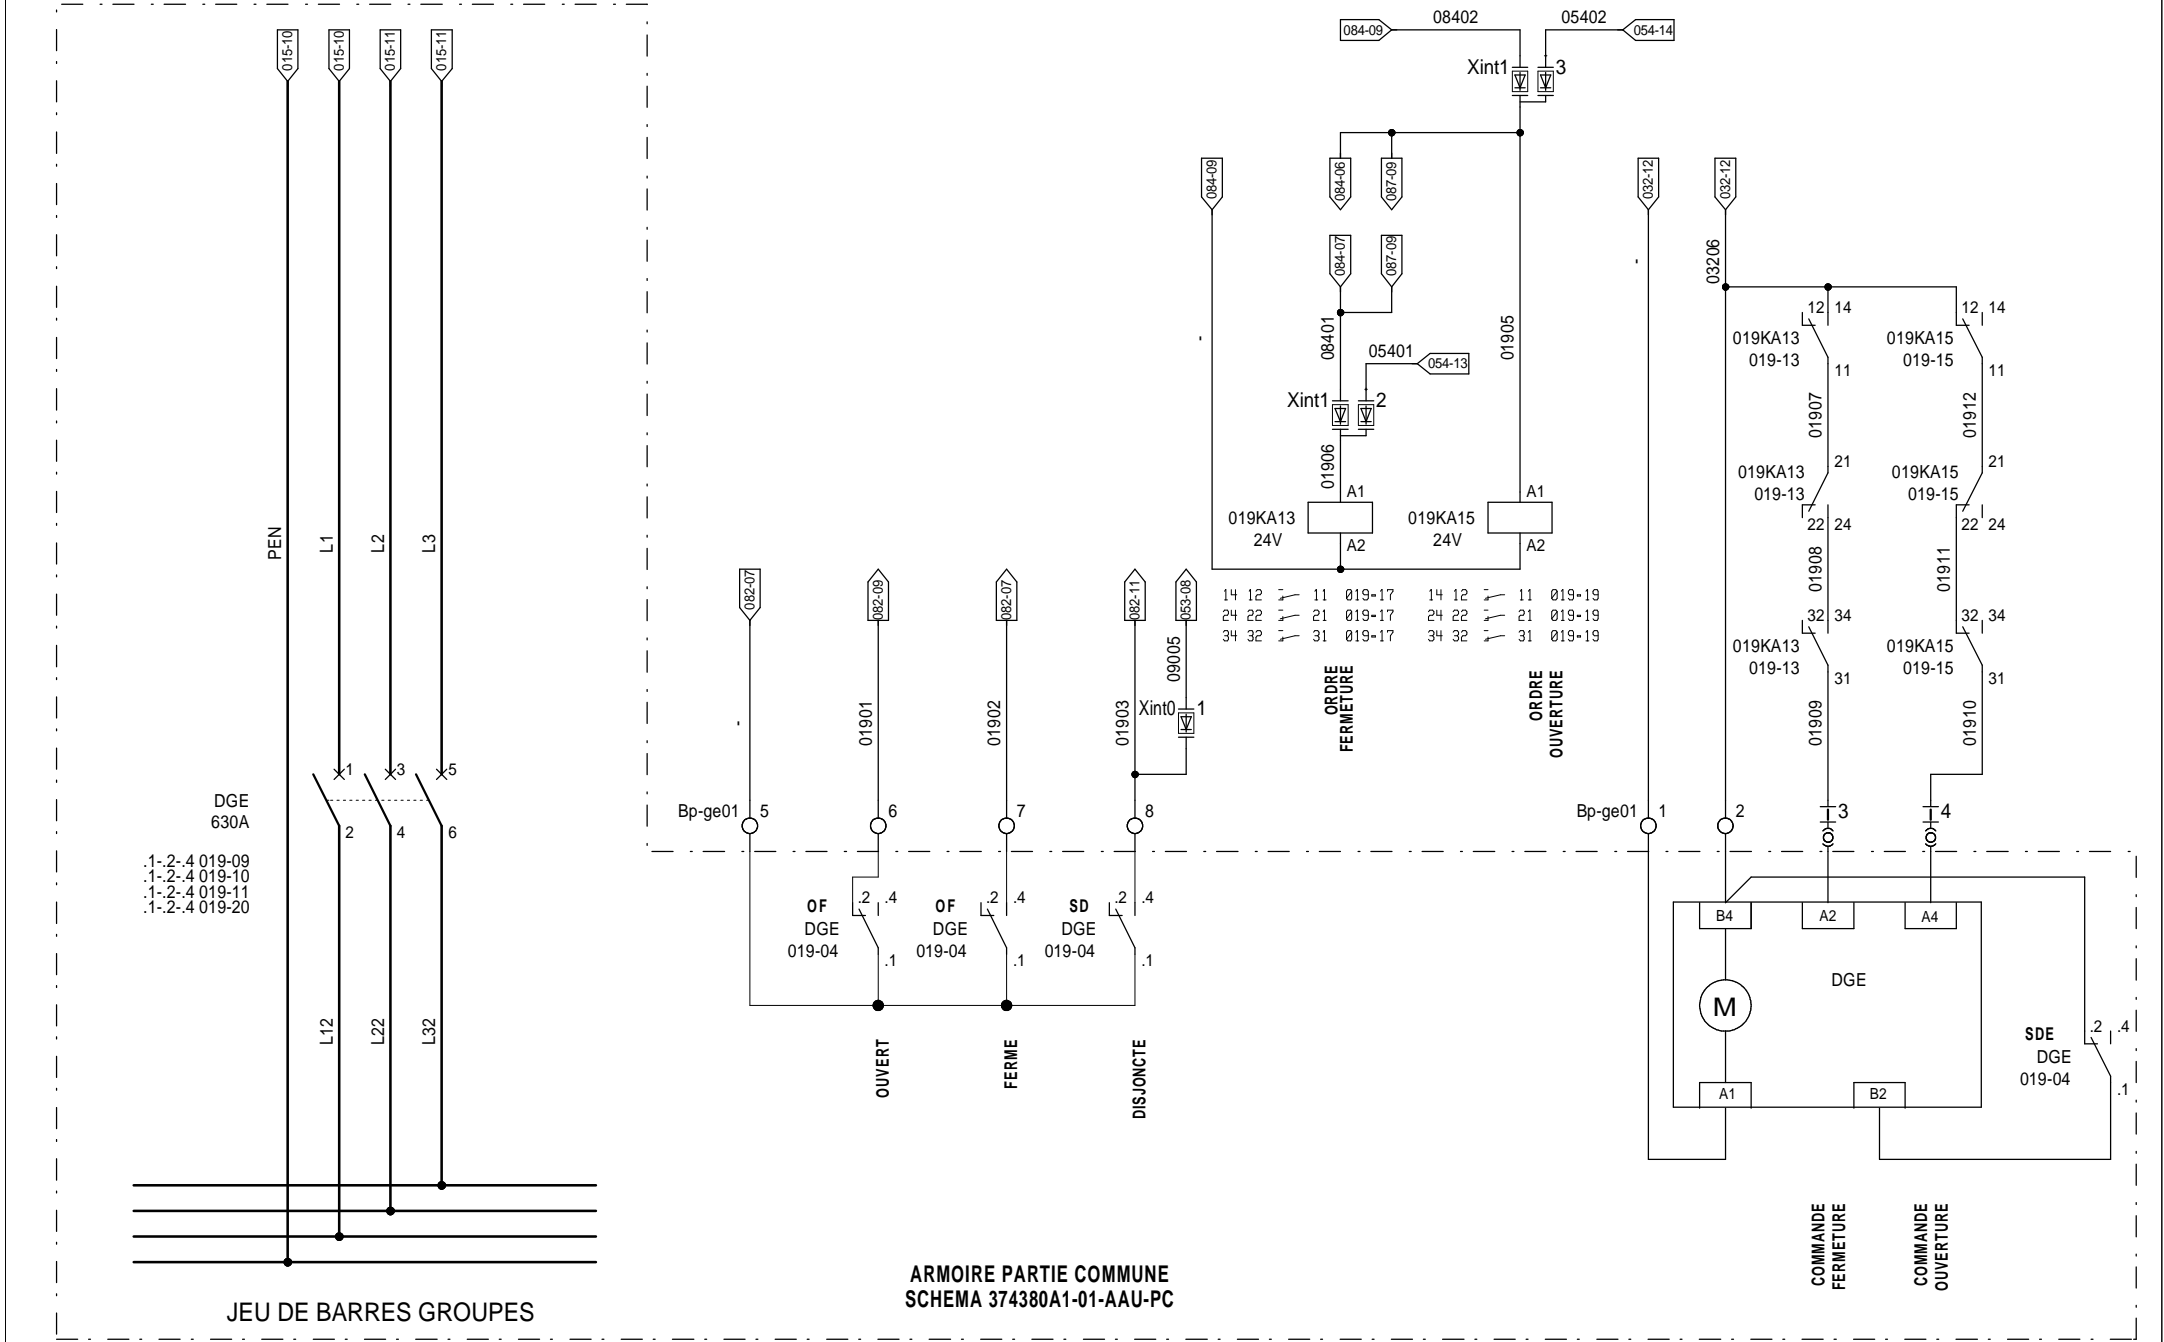 015-10
015-10
015-11
015-11
PEN
L1
L2
L3
DGE
630A
1
3
5
2
4
6
.1-.2-.4 019-09
.1-.2-.4 019-10
.1-.2-.4 019-11
.1-.2-.4 019-20
L12
L22
L32
JEU DE BARRES GROUPES
082-07
082-09
082-07
082-11
053-08
01901
01902
01903
09005
Xint0
1
Bp-ge01
5
6
7
8
OF
DGE
019-04
.2
.4
.1
OF
DGE
019-04
.2
.4
.1
SD
DGE
019-04
.2
.4
.1
OUVERT
FERME
DISJONCTE
ARMOIRE PARTIE COMMUNE
SCHEMA 374380A1-01-AAU-PC
084-09
08402
05402
054-14
Xint1
3
084-09
084-06
087-09
084-07
087-09
08401
05401
054-13
Xint1
2
01906
01905
019KA13
24V
A1
A2
019KA15
24V
A1
A2
14 12 11 019-17
24 22 21 019-17
34 32 31 019-17
14 12 11 019-19
24 22 21 019-19
34 32 31 019-19
ORDRE
FERMETURE
ORDRE
OUVERTURE
032-12
032-12
03206
12
14
019KA13
019-13
11
01907
21
019KA13
019-13
22
24
01908
32
34
019KA13
019-13
31
01909
12
14
019KA15
019-15
11
01912
21
019KA15
019-15
22
24
01911
32
34
019KA15
019-15
31
01910
Bp-ge01
1
2
3
4
B4
A2
A4
DGE
M
A1
B2
SDE
DGE
019-04
.2
.4
.1
COMMANDE
FERMETURE
COMMANDE
OUVERTURE